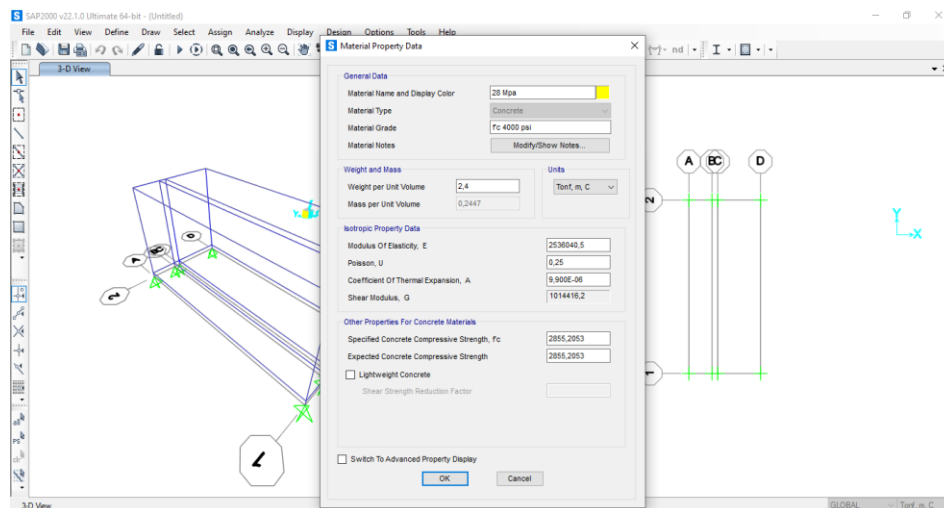 SAP2000 v22.1.0 Ultimate 64-bit - (Untitled)
File Edit View Define Draw Select Assign Analyze Display Design Options Tools Help
nd
3-D View
Material Property Data
General Data
Material Name and Display Color 28 Mpa
Material Type Concrete
Material Grade f'c 4000 psi
Material Notes Modify/Show Notes...
Weight and Mass Units
Weight per Unit Volume 2,4 Tonf, m, C
Mass per Unit Volume 0,2447
Isotropic Property Data
Modulus Of Elasticity, E 2536040,5
Poisson, U 0,25
Coefficient Of Thermal Expansion, A 9,900E-06
Shear Modulus, G 1014416,2
Other Properties For Concrete Materials
Specified Concrete Compressive Strength, f'c 2855,2053
Expected Concrete Compressive Strength 2855,2053
Lightweight Concrete
Shear Strength Reduction Factor
Switch To Advanced Property Display
OK Cancel
A B C D
2
1
Y
X
all
PS
clr
3-D View
GLOBAL Tonf, m, C